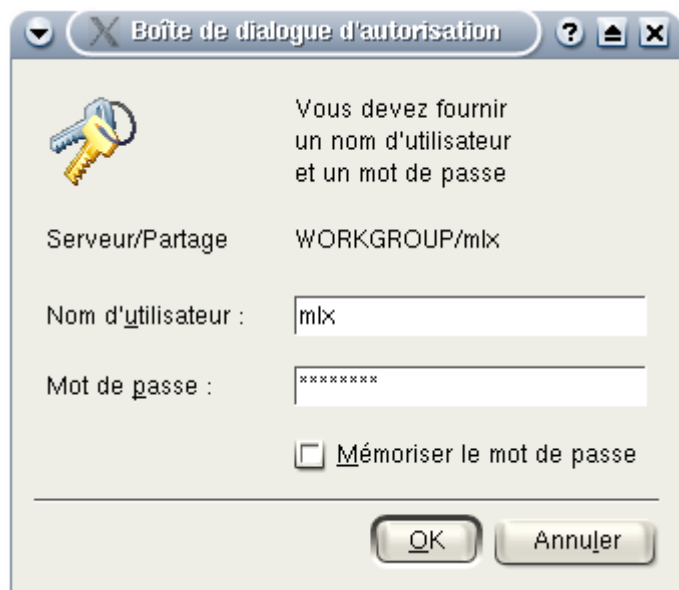 Boîte de dialogue d'autorisation
Vous devez fournir
un nom d'utilisateur
et un mot de passe
Serveur/Partage WORKGROUP/mlx
Nom d'utilisateur : mlx
Mot de passe : ********
Mémoriser le mot de passe
OK Annuler